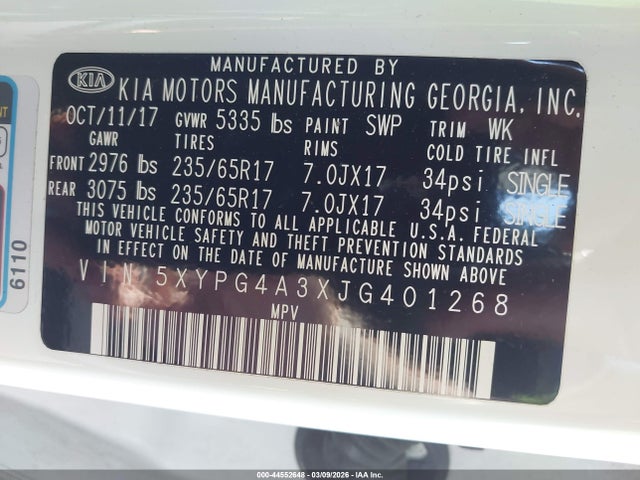 MANUFACTURED BY
KIA KIA MOTORS MANUFACTURING GEORGIA, INC.
OCT/11/17 GVWR 5335 lbs PAINT SWP TRIM WK
GAWR TIRES RIMS COLD TIRE INFL
FRONT 2976 lbs 235/65R17 7.0JX17 34psi SINGLE
REAR 3075 lbs 235/65R17 7.0JX17 34psi SINGLE
THIS VEHICLE CONFORMS TO ALL APPLICABLE U.S.A. FEDERAL
MOTOR VEHICLE SAFETY AND THEFT PREVENTION STANDARDS
IN EFFECT ON THE DATE OF MANUFACTURE SHOWN ABOVE.
VIN 5XYPG4A3XJG401268
MPV
6110
000-44552648 - 03/09/2026 - IAA Inc.